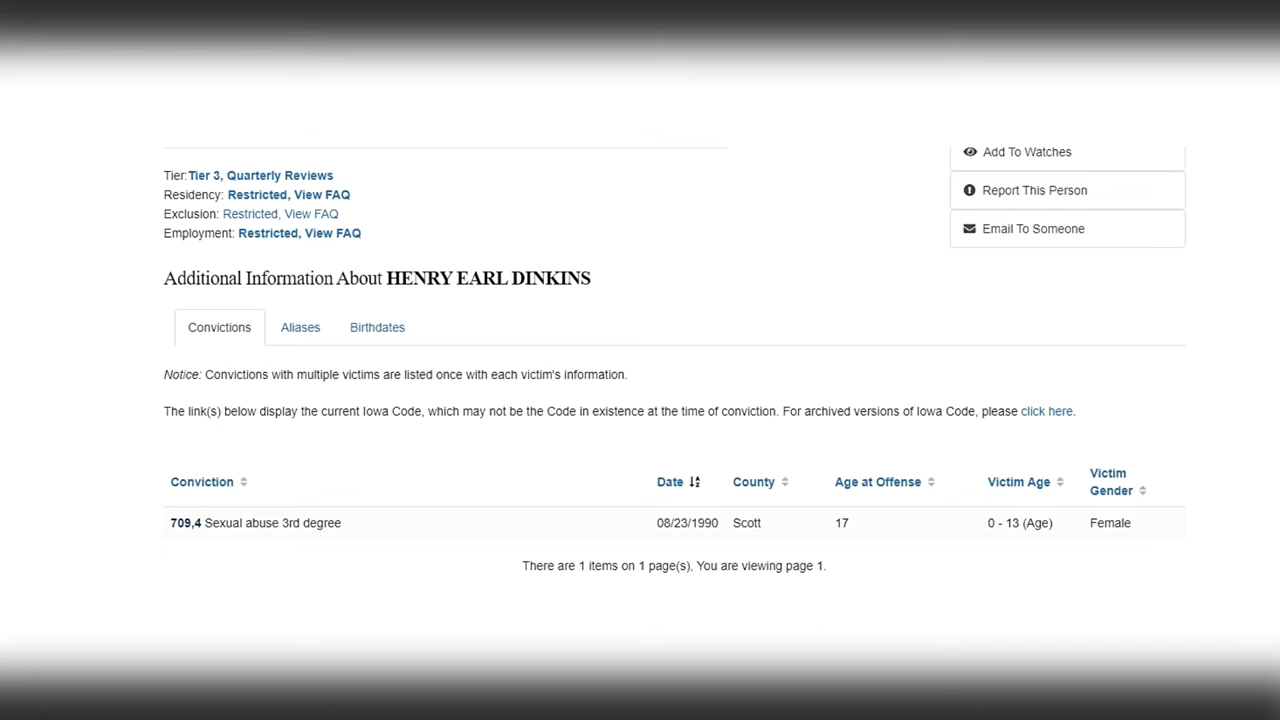 Add To Watches
Tier:Tier 3, Quarterly Reviews
Report This Person
Residency: Restricted, View FAQ
Exclusion: Restricted, View FAQ
Email To Someone
Employment: Restricted, View FAQ
Additional Information About HENRY EARL DINKINS
Convictions Aliases Birthdates
Notice: Convictions with multiple victims are listed once with each victim's information.
The link(s) below display the current Iowa Code, which may not be the Code in existence at the time of conviction. For archived versions of Iowa Code, please click here.
Conviction Date County Age at Offense Victim Age Victim Gender
709,4 Sexual abuse 3rd degree 08/23/1990 Scott 17 0 - 13 (Age) Female
There are 1 items on 1 page(s), You are viewing page 1.